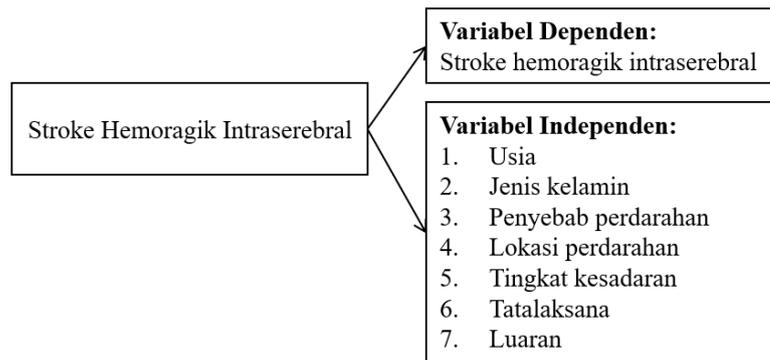 Stroke Hemoragik Intraserebral
Variabel Dependen:
Stroke hemoragik intraserebral
Variabel Independen:
1. Usia
2. Jenis kelamin
3. Penyebab perdarahan
4. Lokasi perdarahan
5. Tingkat kesadaran
6. Tatalaksana
7. Luaran